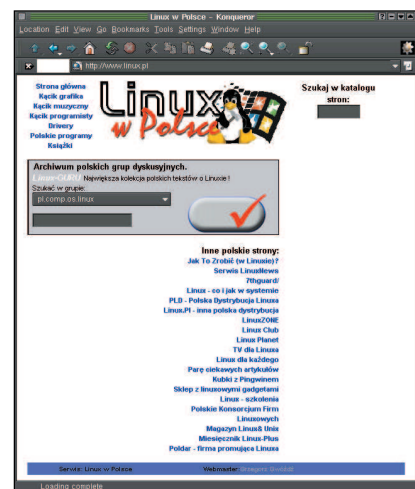 Linux w Polsce - Konqueror
Location Edit View Go Bookmarks Tools Settings Window Help
http://www.linux.pl
Strona główna
Kącik grafika
Kącik muzyczny
Kącik programisty
Drivery
Polskie programy
Książki
Linux
w Polsce
Szukaj w katalogu
stron:
Archiwum polskich grup dyskusyjnych.
Linux-GURU Największa kolekcja polskich tekstów o Linuxie!
Szukać w grupie:
pl.comp.os.linux
Inne polskie strony:
Jak To Zrobić (w Linuxie)?
Serwis LinuxNews
7thguard/
Linux - co i jak w systemie
PLD - Polska Dystrybucja Linuxa
Linux.Pl - inna polska dystrybucja
LinuxZONE
Linux Club
Linux Planet
TV dla Linuxa
Linux dla każdego
Parę ciekawych artykułów
Kubki z Pingwinem
Sklep z linuxowymi gadgetami
Linux - szkolenia
Polskie Konsorcjum Firm
Linuxowych
Magazyn Linux& Unix
Miesięcznik Linux-Plus
Poldar - firma promująca Linuxa
Serwis: Linux w Polsce Webmaster
Loading complete